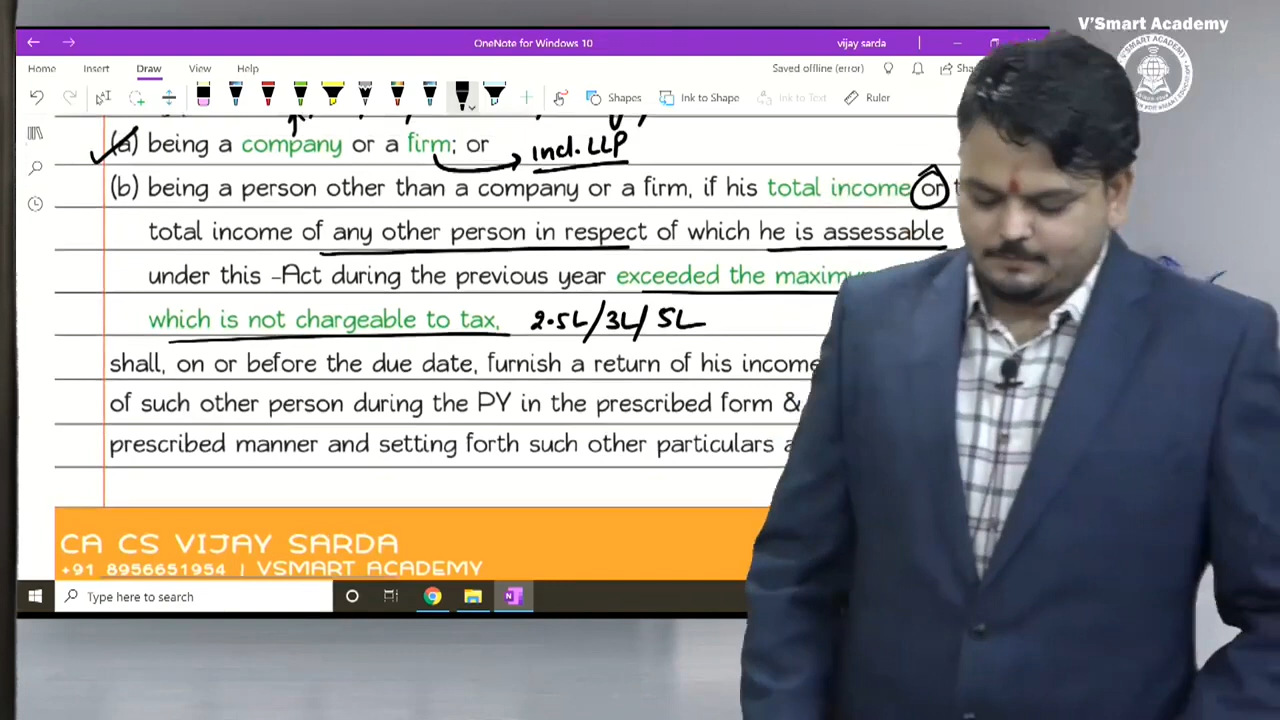 V'Smart Academy
OneNote for Windows 10
vijay sarda
Home Insert Draw View Help
Saved offline (error)
Shapes Ink to Shape Ink to Text Ruler
(a) being a company or a firm; or incl. LLP
(b) being a person other than a company or a firm, if his total income or
total income of any other person in respect of which he is assessable
under this -Act during the previous year exceeded the
which is not chargeable to tax, 2.5L/3L/5L
shall, on or before the due date, furnish a return of his income
of such other person during the PY in the prescribed form &
prescribed manner and setting forth such other particulars
CA CS VIJAY SARDA
+91 8956651954 | VSMART ACADEMY
Type here to search